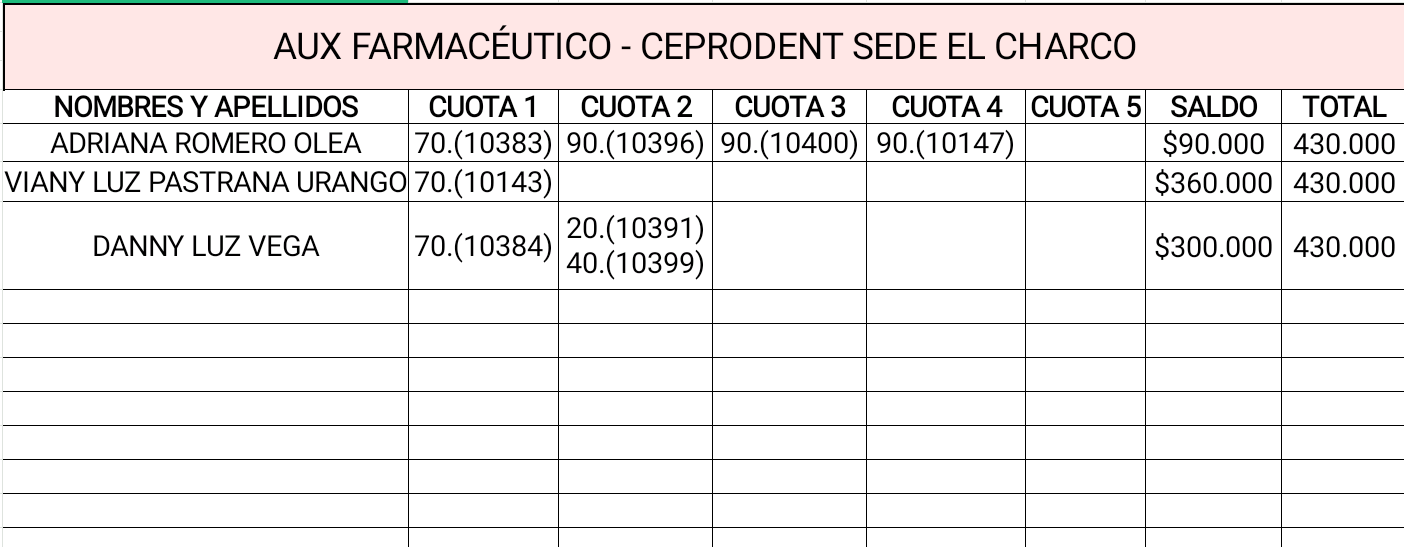 AUX FARMACÉUTICO - CEPRODENT SEDE EL CHARCO
NOMBRES Y APELLIDOS CUOTA 1 CUOTA 2 CUOTA 3 CUOTA 4 CUOTA 5 SALDO TOTAL
ADRIANA ROMERO OLEA 70.(10383) 90.(10396) 90.(10400) 90.(10147) $90.000 430.000
VIANY LUZ PASTRANA URANGO 70.(10143) $360.000 430.000
DANNY LUZ VEGA 70.(10384) 20.(10391) 40.(10399) $300.000 430.000